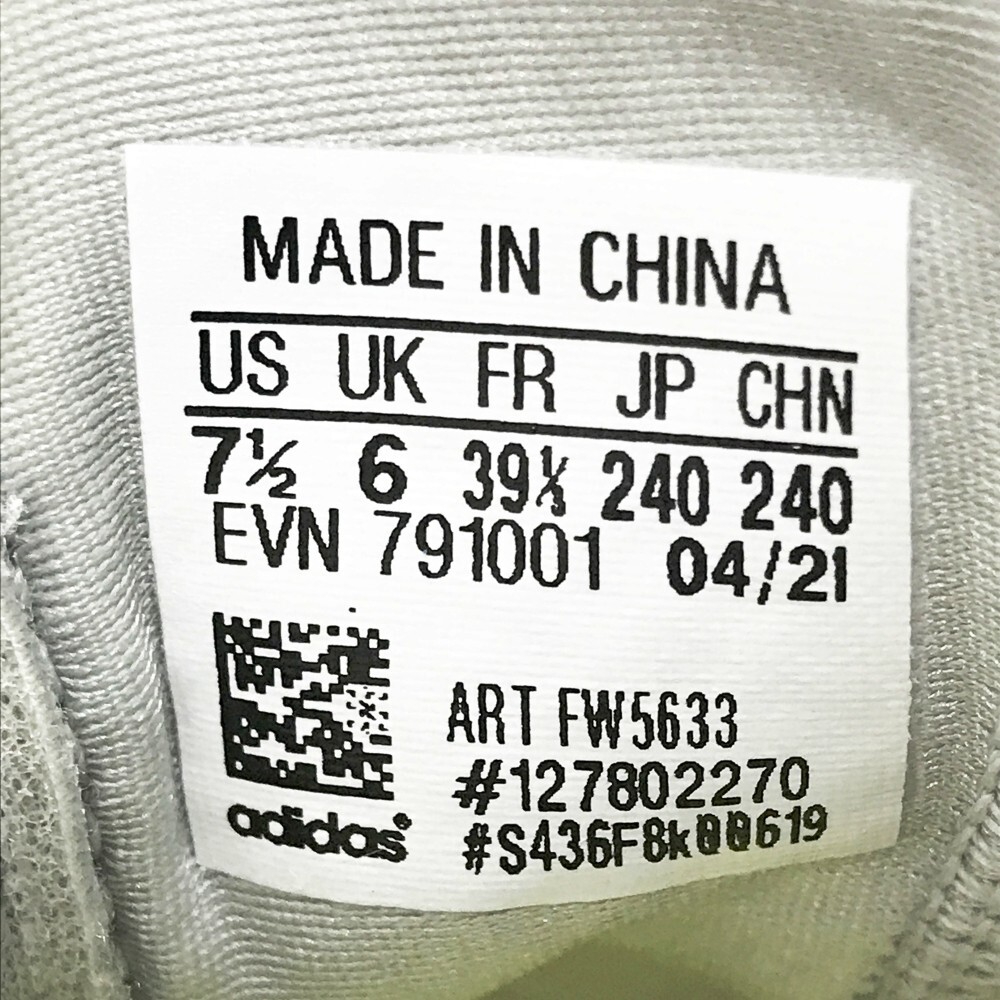 MADE IN CHINA
US UK FR JP CHN
7½ 6 39⅓ 240 240
EVN 791001 04/21
ART FW5633
#127802270
adidas®
#S436F8k00619